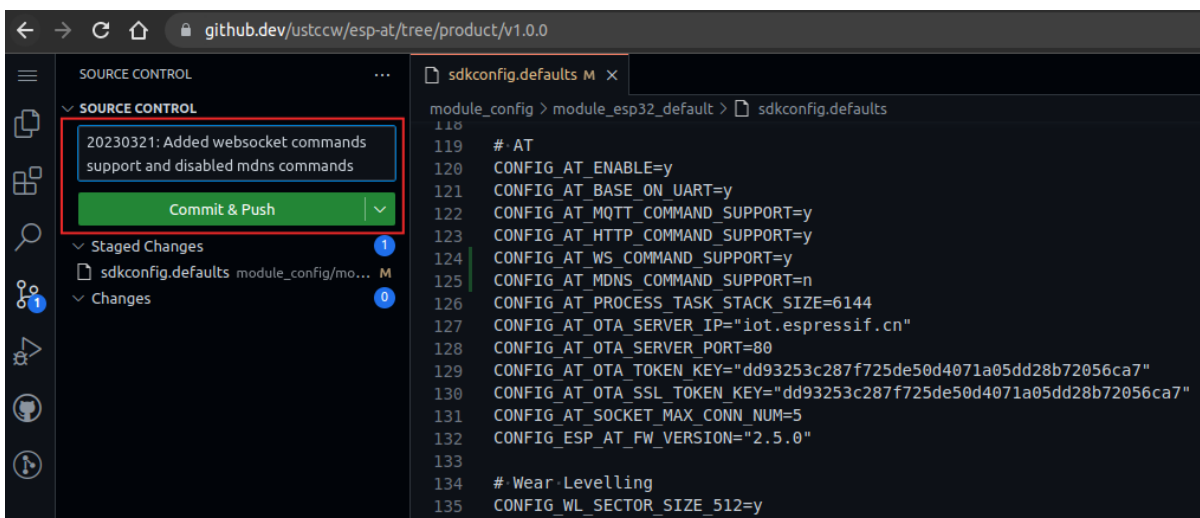 github.dev/ustccw/esp-at/tree/product/v1.0.0
SOURCE CONTROL
SOURCE CONTROL
20230321: Added websocket commands
support and disabled mdns commands
Commit & Push
Staged Changes 1
sdkconfig.defaults module_config/mo... M
Changes 0
1
sdkconfig.defaults M
module_config > module_esp32_default > sdkconfig.defaults
118
119 # AT
120 CONFIG_AT_ENABLE=y
121 CONFIG_AT_BASE_ON_UART=y
122 CONFIG_AT_MQTT_COMMAND_SUPPORT=y
123 CONFIG_AT_HTTP_COMMAND_SUPPORT=y
124 CONFIG_AT_WS_COMMAND_SUPPORT=y
125 CONFIG_AT_MDNS_COMMAND_SUPPORT=n
126 CONFIG_AT_PROCESS_TASK_STACK_SIZE=6144
127 CONFIG_AT_OTA_SERVER_IP="iot.espressif.cn"
128 CONFIG_AT_OTA_SERVER_PORT=80
129 CONFIG_AT_OTA_TOKEN_KEY="dd93253c287f725de50d4071a05dd28b72056ca7"
130 CONFIG_AT_OTA_SSL_TOKEN_KEY="dd93253c287f725de50d4071a05dd28b72056ca7"
131 CONFIG_AT_SOCKET_MAX_CONN_NUM=5
132 CONFIG_ESP_AT_FW_VERSION="2.5.0"
133
134 # Wear Levelling
135 CONFIG_WL_SECTOR_SIZE_512=y